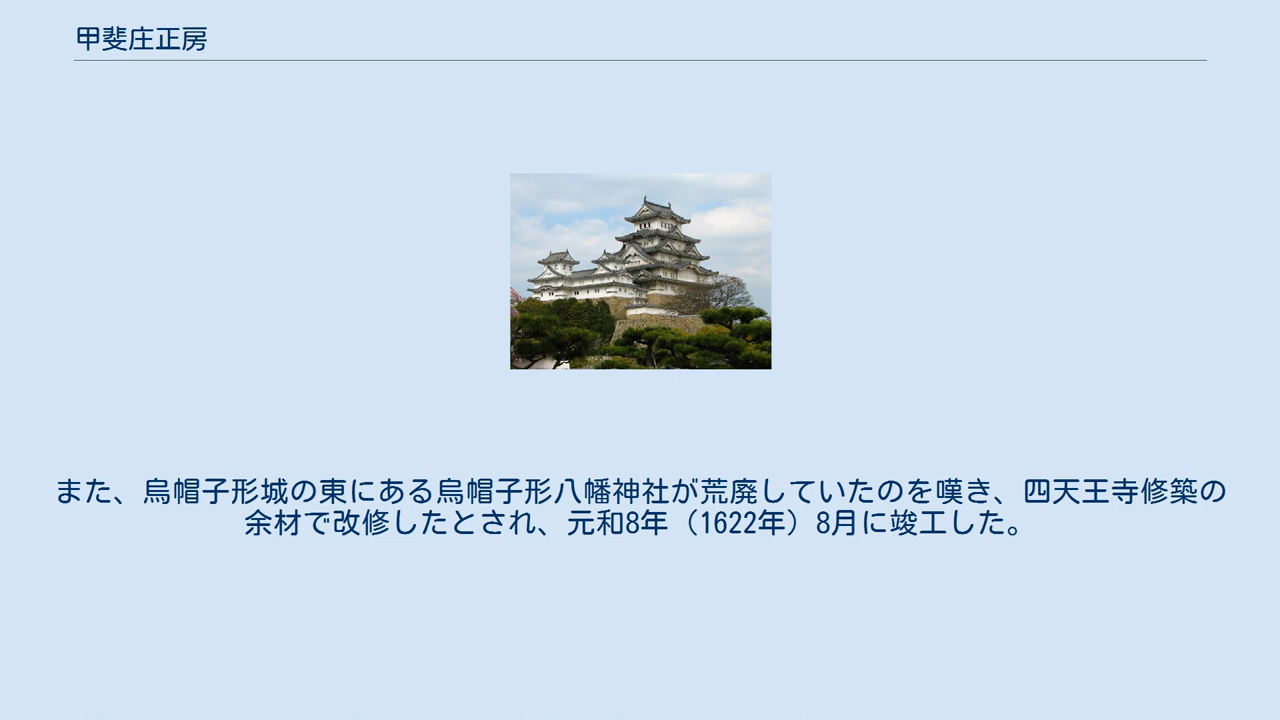 甲斐庄正房
また、烏帽子形城の東にある烏帽子形八幡神社が荒廃していたのを嘆き、四天王寺修築の
余材で改修したとされ、元和8年（1622年）8月に竣工した。